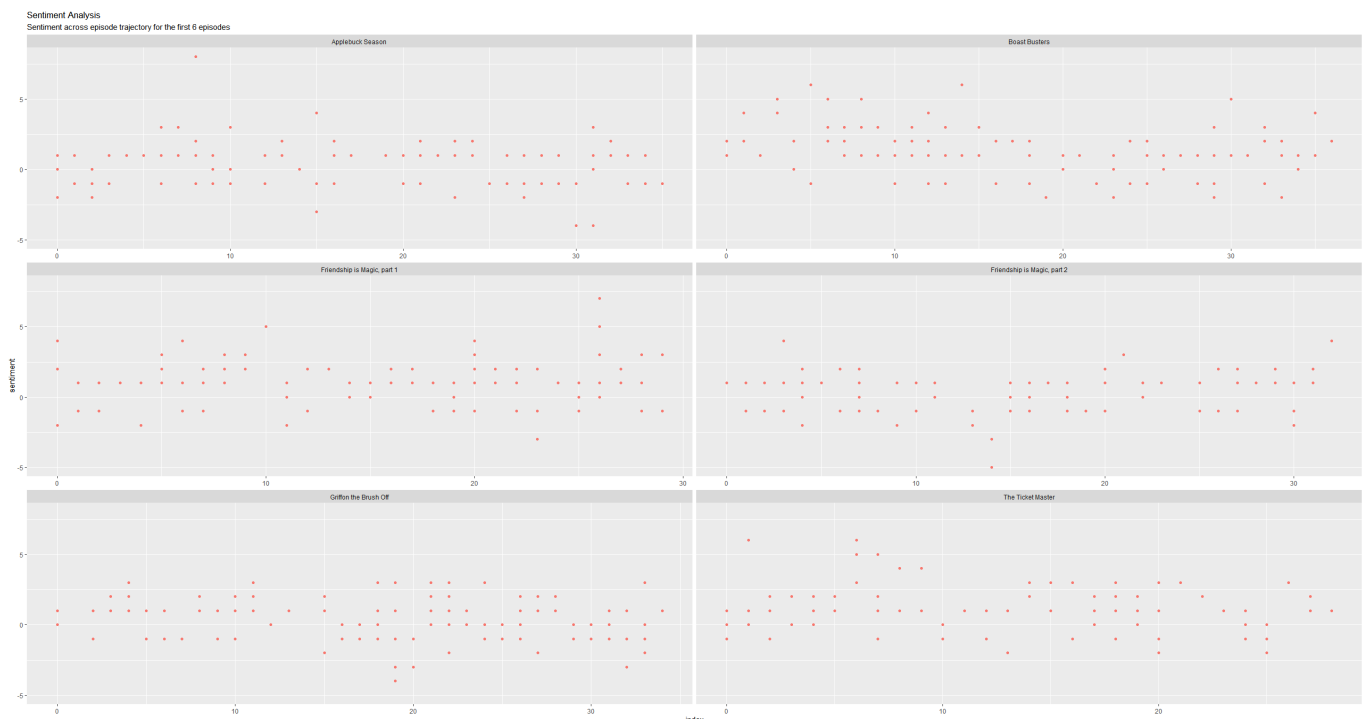 Sentiment Analysis
Sentiment across episode trajectory for the first 6 episodes
Applebuck Season
Boast Busters
5
0
-5
0 10 20 30
0 10 20 30
Friendship is Magic, part 1
Friendship is Magic, part 2
sentiment
5
0
-5
0 10 20 30
0 10 20 30
Griffon the Brush Off
The Ticket Master
5
0
-5
0 10 20 30
0 10 20
index